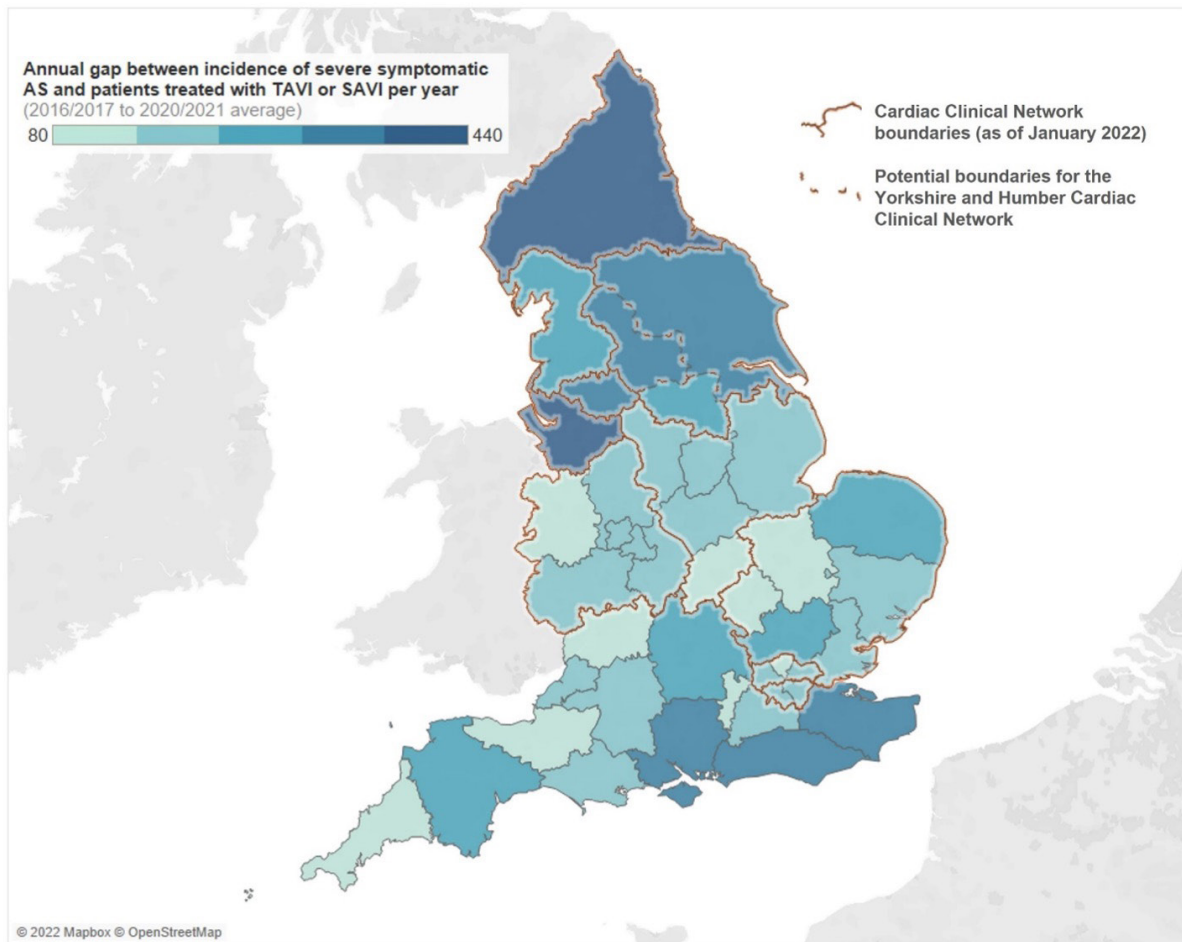 Annual gap between incidence of severe symptomatic
AS and patients treated with TAVI or SAVI per year
(2016/2017 to 2020/2021 average)
80
440
Cardiac Clinical Network
boundaries (as of January 2022)
Potential boundaries for the
Yorkshire and Humber Cardiac
Clinical Network
© 2022 Mapbox © OpenStreetMap